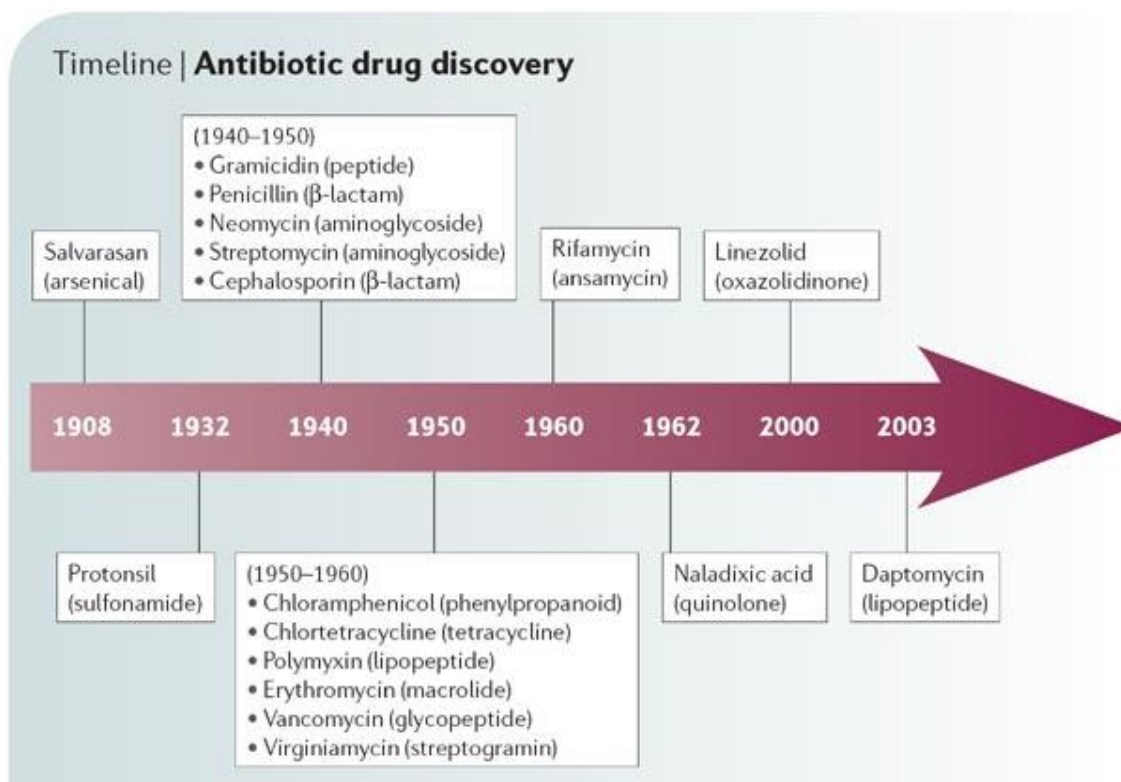 Timeline | Antibiotic drug discovery
(1940–1950)
• Gramicidin (peptide)
• Penicillin (β-lactam)
• Neomycin (aminoglycoside)
• Streptomycin (aminoglycoside)
• Cephalosporin (β-lactam)
Salvarasan
(arsenical)
Rifamycin
(ansamycin)
Linezolid
(oxazolidinone)
1908 1932 1940 1950 1960 1962 2000 2003
Protonsil
(sulfonamide)
(1950–1960)
• Chloramphenicol (phenylpropanoid)
• Chlortetracycline (tetracycline)
• Polymyxin (lipopeptide)
• Erythromycin (macrolide)
• Vancomycin (glycopeptide)
• Virginiamycin (streptogramin)
Naladixic acid
(quinolone)
Daptomycin
(lipopeptide)